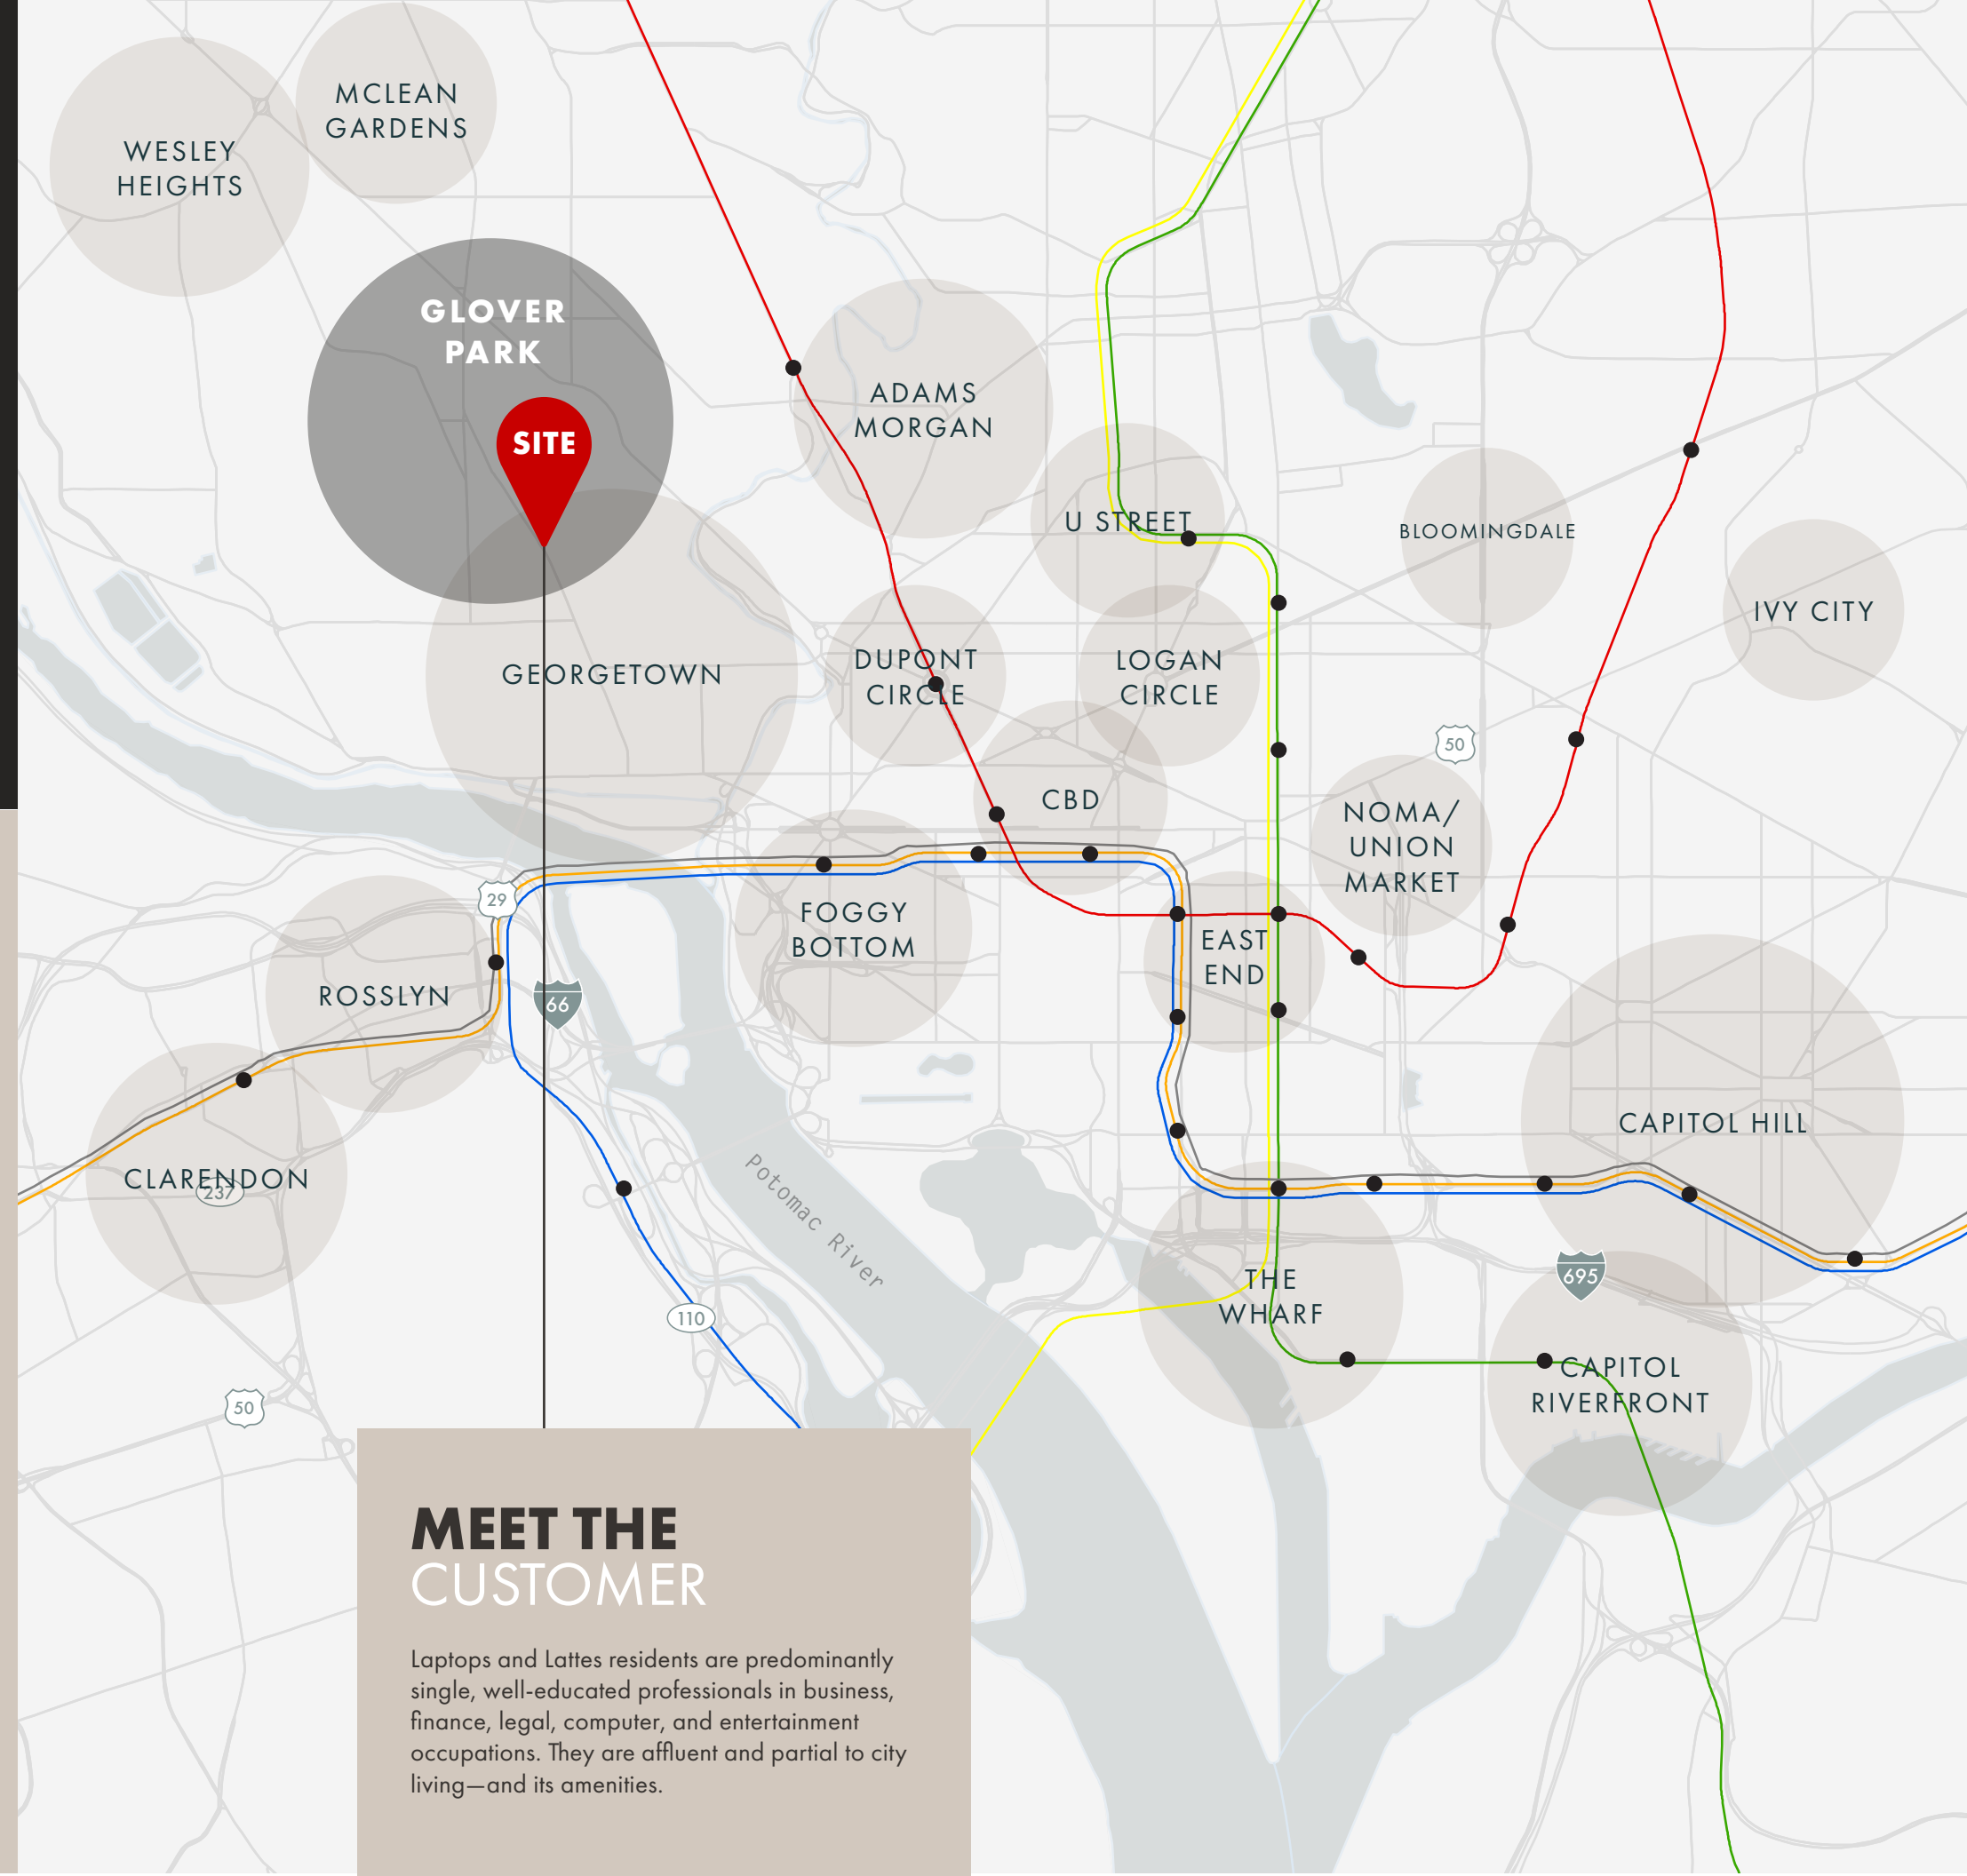 MCLEAN
GARDENS
WESLEY
HEIGHTS
GLOVER
PARK
SITE
ADAMS
MORGAN
U STREET
BLOOMINGDALE
IVY CITY
GEORGETOWN
DUPONT
CIRCLE
LOGAN
CIRCLE
50
CBD
NOMA/
UNION
MARKET
29
FOGGY
BOTTOM
EAST
END
ROSSLYN
66
CAPITOL HILL
CLARENDON
237
Potomac River
THE
WHARF
695
110
CAPITOL
RIVERFRONT
50
MEET THE
CUSTOMER
Laptops and Lattes residents are predominantly
single, well-educated professionals in business,
finance, legal, computer, and entertainment
occupations. They are affluent and partial to city
living—and its amenities.